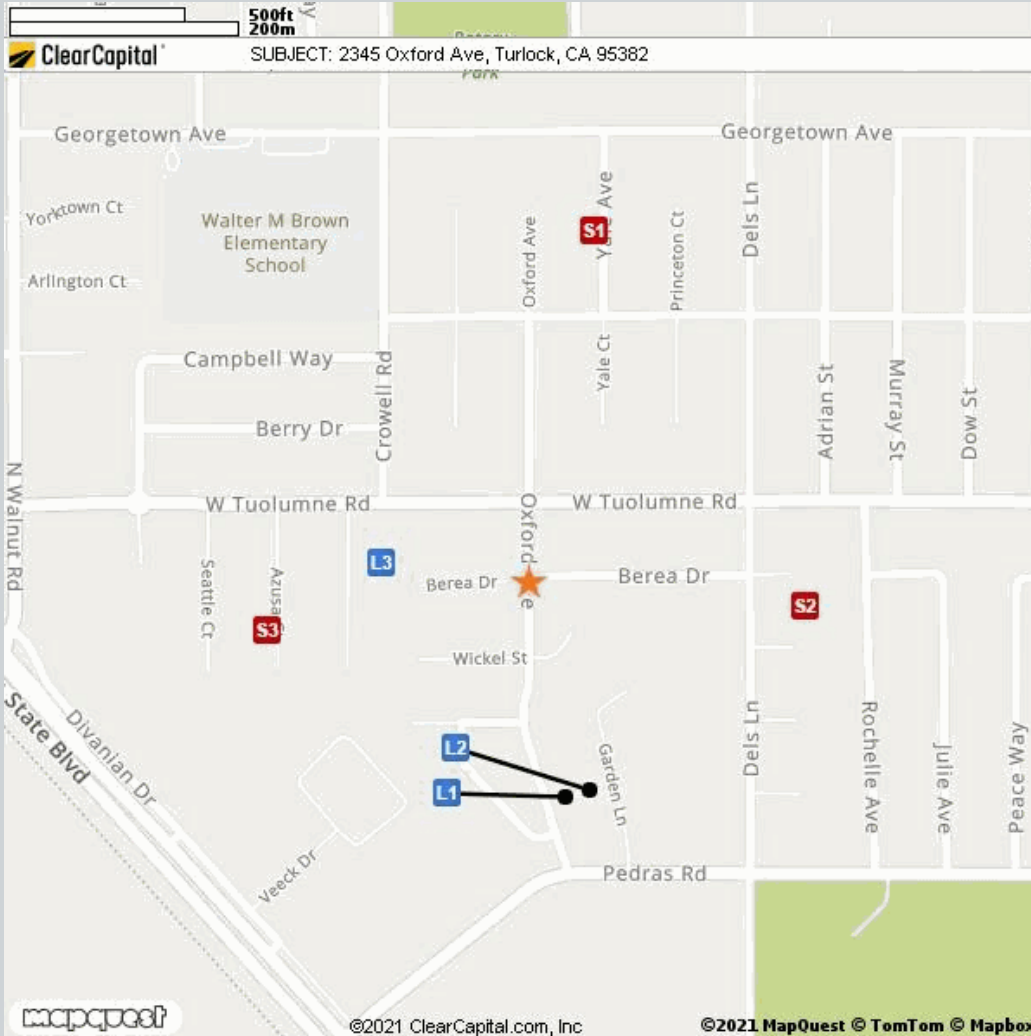 500ft
200m
ClearCapital
SUBJECT: 2345 Oxford Ave, Turlock, CA 95382
Park
Georgetown Ave
Georgetown Ave
Yorktown Ct
Walter M Brown
Elementary
School
Arlington Ct
Oxford Ave
S1
Yale Ave
Princeton Ct
Dels Ln
Campbell Way
Crowell Rd
Yale Ct
Berry Dr
Adrian St
Murray St
Dow St
N Walnut Rd
W Tuolumne Rd
Oxford
W Tuolumne Rd
L3
Seattle Ct
Azusa
Berea Dr
e
Berea Dr
S2
S3
Wickel St
State Blvd
Divanian Dr
L2
L1
Garden Ln
Dels Ln
Rochelle Ave
Julie Ave
Peace Way
Veeck Dr
Pedras Rd
mapquest
©2021 ClearCapital.com, Inc
©2021 MapQuest © TomTom © Mapbox